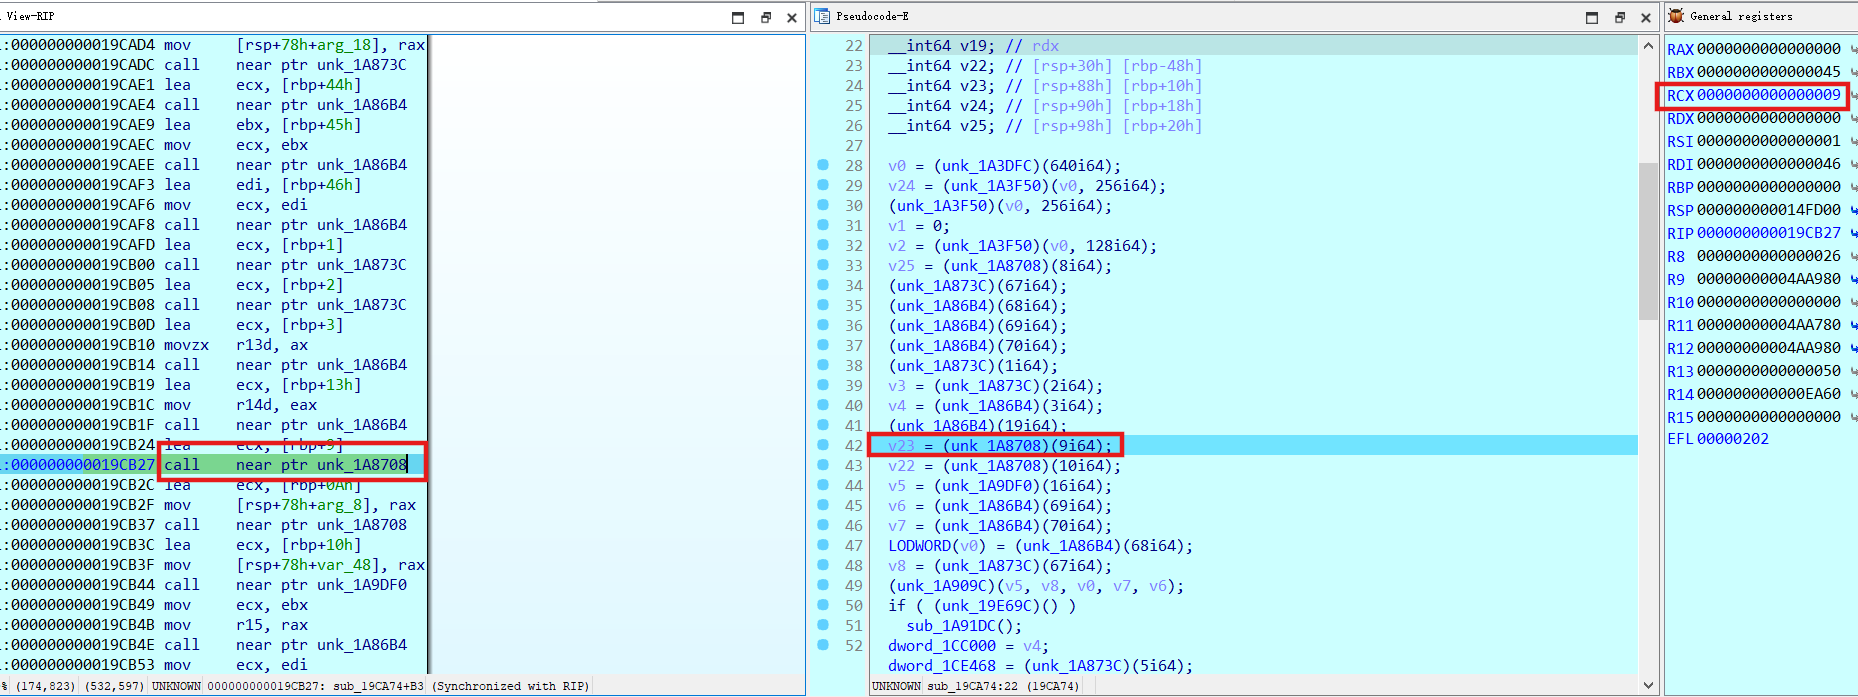 View-RIP
:000000000019CAD4 mov [rsp+78h+arg_18], rax
:000000000019CADC call near ptr unk_1A873C
:000000000019CAE1 lea ecx, [rbp+44h]
:000000000019CAE4 call near ptr unk_1A86B4
:000000000019CAE9 lea ebx, [rbp+45h]
:000000000019CAEC mov ecx, ebx
:000000000019CAEE call near ptr unk_1A86B4
:000000000019CAF3 lea edi, [rbp+46h]
:000000000019CAF6 mov ecx, edi
:000000000019CAF8 call near ptr unk_1A86B4
:000000000019CAFD lea ecx, [rbp+1]
:000000000019CB00 call near ptr unk_1A873C
:000000000019CB05 lea ecx, [rbp+2]
:000000000019CB08 call near ptr unk_1A873C
:000000000019CB0D lea ecx, [rbp+3]
:000000000019CB10 movzx r13d, ax
:000000000019CB14 call near ptr unk_1A86B4
:000000000019CB19 lea ecx, [rbp+13h]
:000000000019CB1C mov r14d, eax
:000000000019CB1F call near ptr unk_1A86B4
:000000000019CB24 lea ecx, [rbp+9]
:000000000019CB27 call near ptr unk_1A8708
:000000000019CB2C lea ecx, [rbp+0Ah]
:000000000019CB2F mov [rsp+78h+arg_8], rax
:000000000019CB37 call near ptr unk_1A8708
:000000000019CB3C lea ecx, [rbp+10h]
:000000000019CB3F mov [rsp+78h+var_48], rax
:000000000019CB44 call near ptr unk_1A9DF0
:000000000019CB49 mov ecx, ebx
:000000000019CB4B mov r15, rax
:000000000019CB4E call near ptr unk_1A86B4
:000000000019CB53 mov ecx, edi
% (174,823) (532,597) UNKNOWN 000000000019CB27: sub_19CA74+B3 (Synchronized with RIP)
Pseudocode-E
22 __int64 v19; // rdx
23 __int64 v22; // [rsp+30h] [rbp-48h]
24 __int64 v23; // [rsp+88h] [rbp+10h]
25 __int64 v24; // [rsp+90h] [rbp+18h]
26 __int64 v25; // [rsp+98h] [rbp+20h]
27
28 v0 = (unk_1A3DFC)(640i64);
29 v24 = (unk_1A3F50)(v0, 256i64);
30 (unk_1A3F50)(v0, 256i64);
31 v1 = 0;
32 v2 = (unk_1A3F50)(v0, 128i64);
33 v25 = (unk_1A8708)(8i64);
34 (unk_1A873C)(67i64);
35 (unk_1A86B4)(68i64);
36 (unk_1A86B4)(69i64);
37 (unk_1A86B4)(70i64);
38 (unk_1A873C)(1i64);
39 v3 = (unk_1A873C)(2i64);
40 v4 = (unk_1A86B4)(3i64);
41 (unk_1A86B4)(19i64);
42 v23 = (unk_1A8708)(9i64);
43 v22 = (unk_1A8708)(10i64);
44 v5 = (unk_1A9DF0)(16i64);
45 v6 = (unk_1A86B4)(69i64);
46 v7 = (unk_1A86B4)(70i64);
47 LODWORD(v0) = (unk_1A86B4)(68i64);
48 v8 = (unk_1A873C)(67i64);
49 (unk_1A909C)(v5, v8, v0, v7, v6);
50 if ( (unk_19E69C)() )
51 sub_1A91DC();
52 dword_1CC000 = v4;
dword_1CE468 = (unk_1A873C)(5i64);
UNKNOWN sub_19CA74:22 (19CA74)
General registers
RAX 0000000000000000
RBX 0000000000000045
RCX 0000000000000009
RDX 0000000000000000
RSI 0000000000000001
RDI 0000000000000046
RBP 0000000000000000
RSP 000000000014FD00
RIP 000000000019CB27
R8 0000000000000026
R9 00000000004AA980
R10 0000000000000000
R11 00000000004AA780
R12 00000000004AA980
R13 0000000000000050
R14 000000000000EA60
R15 0000000000000000
EFL 00000202